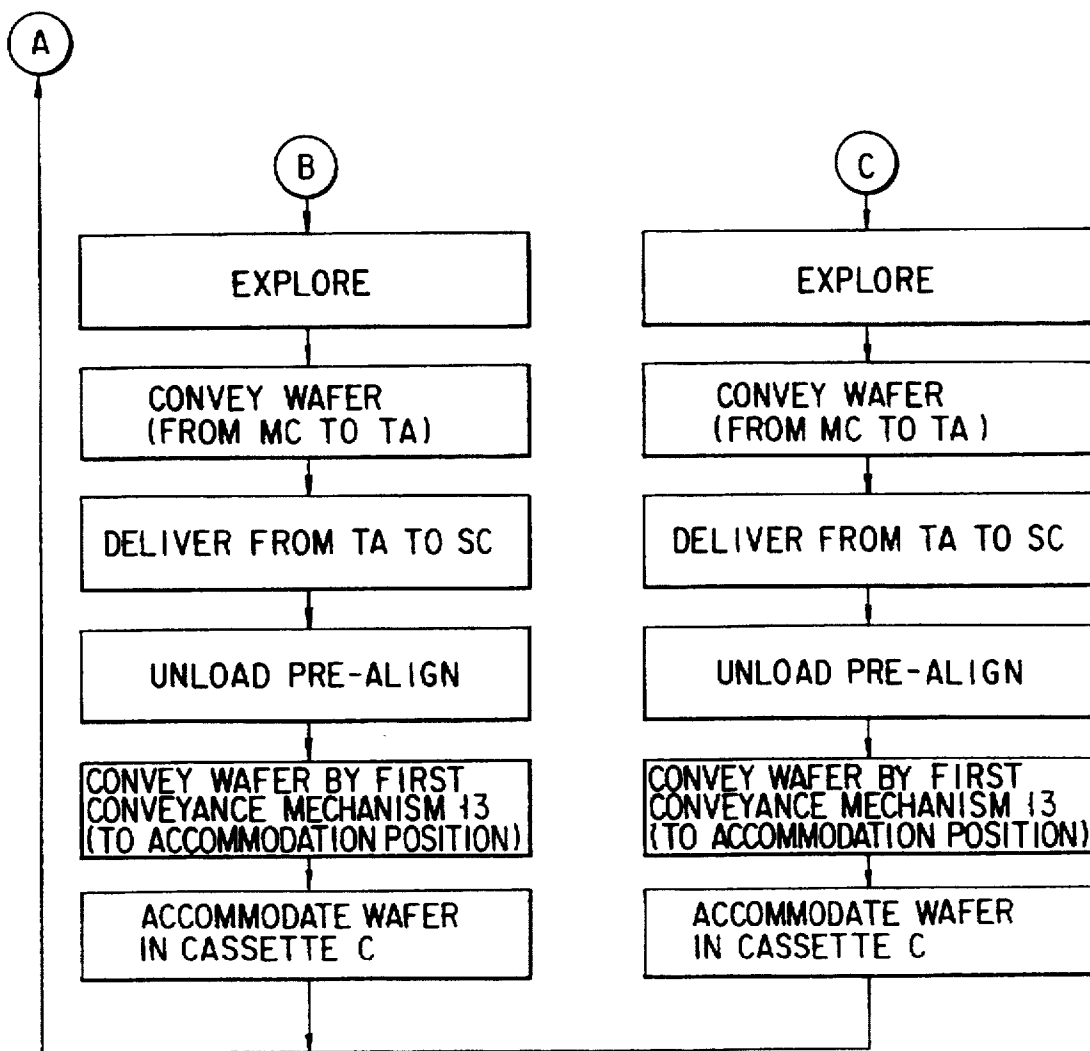 A
B
EXPLORE
CONVEY WAFER
(FROM MC TO TA)
DELIVER FROM TA TO SC
UNLOAD PRE-ALIGN
CONVEY WAFER BY FIRST
CONVEYANCE MECHANISM 13
(TO ACCOMMODATION POSITION)
ACCOMMODATE WAFER
IN CASSETTE C
C
EXPLORE
CONVEY WAFER
(FROM MC TO TA)
DELIVER FROM TA TO SC
UNLOAD PRE-ALIGN
CONVEY WAFER BY FIRST
CONVEYANCE MECHANISM 13
(TO ACCOMMODATION POSITION)
ACCOMMODATE WAFER
IN CASSETTE C